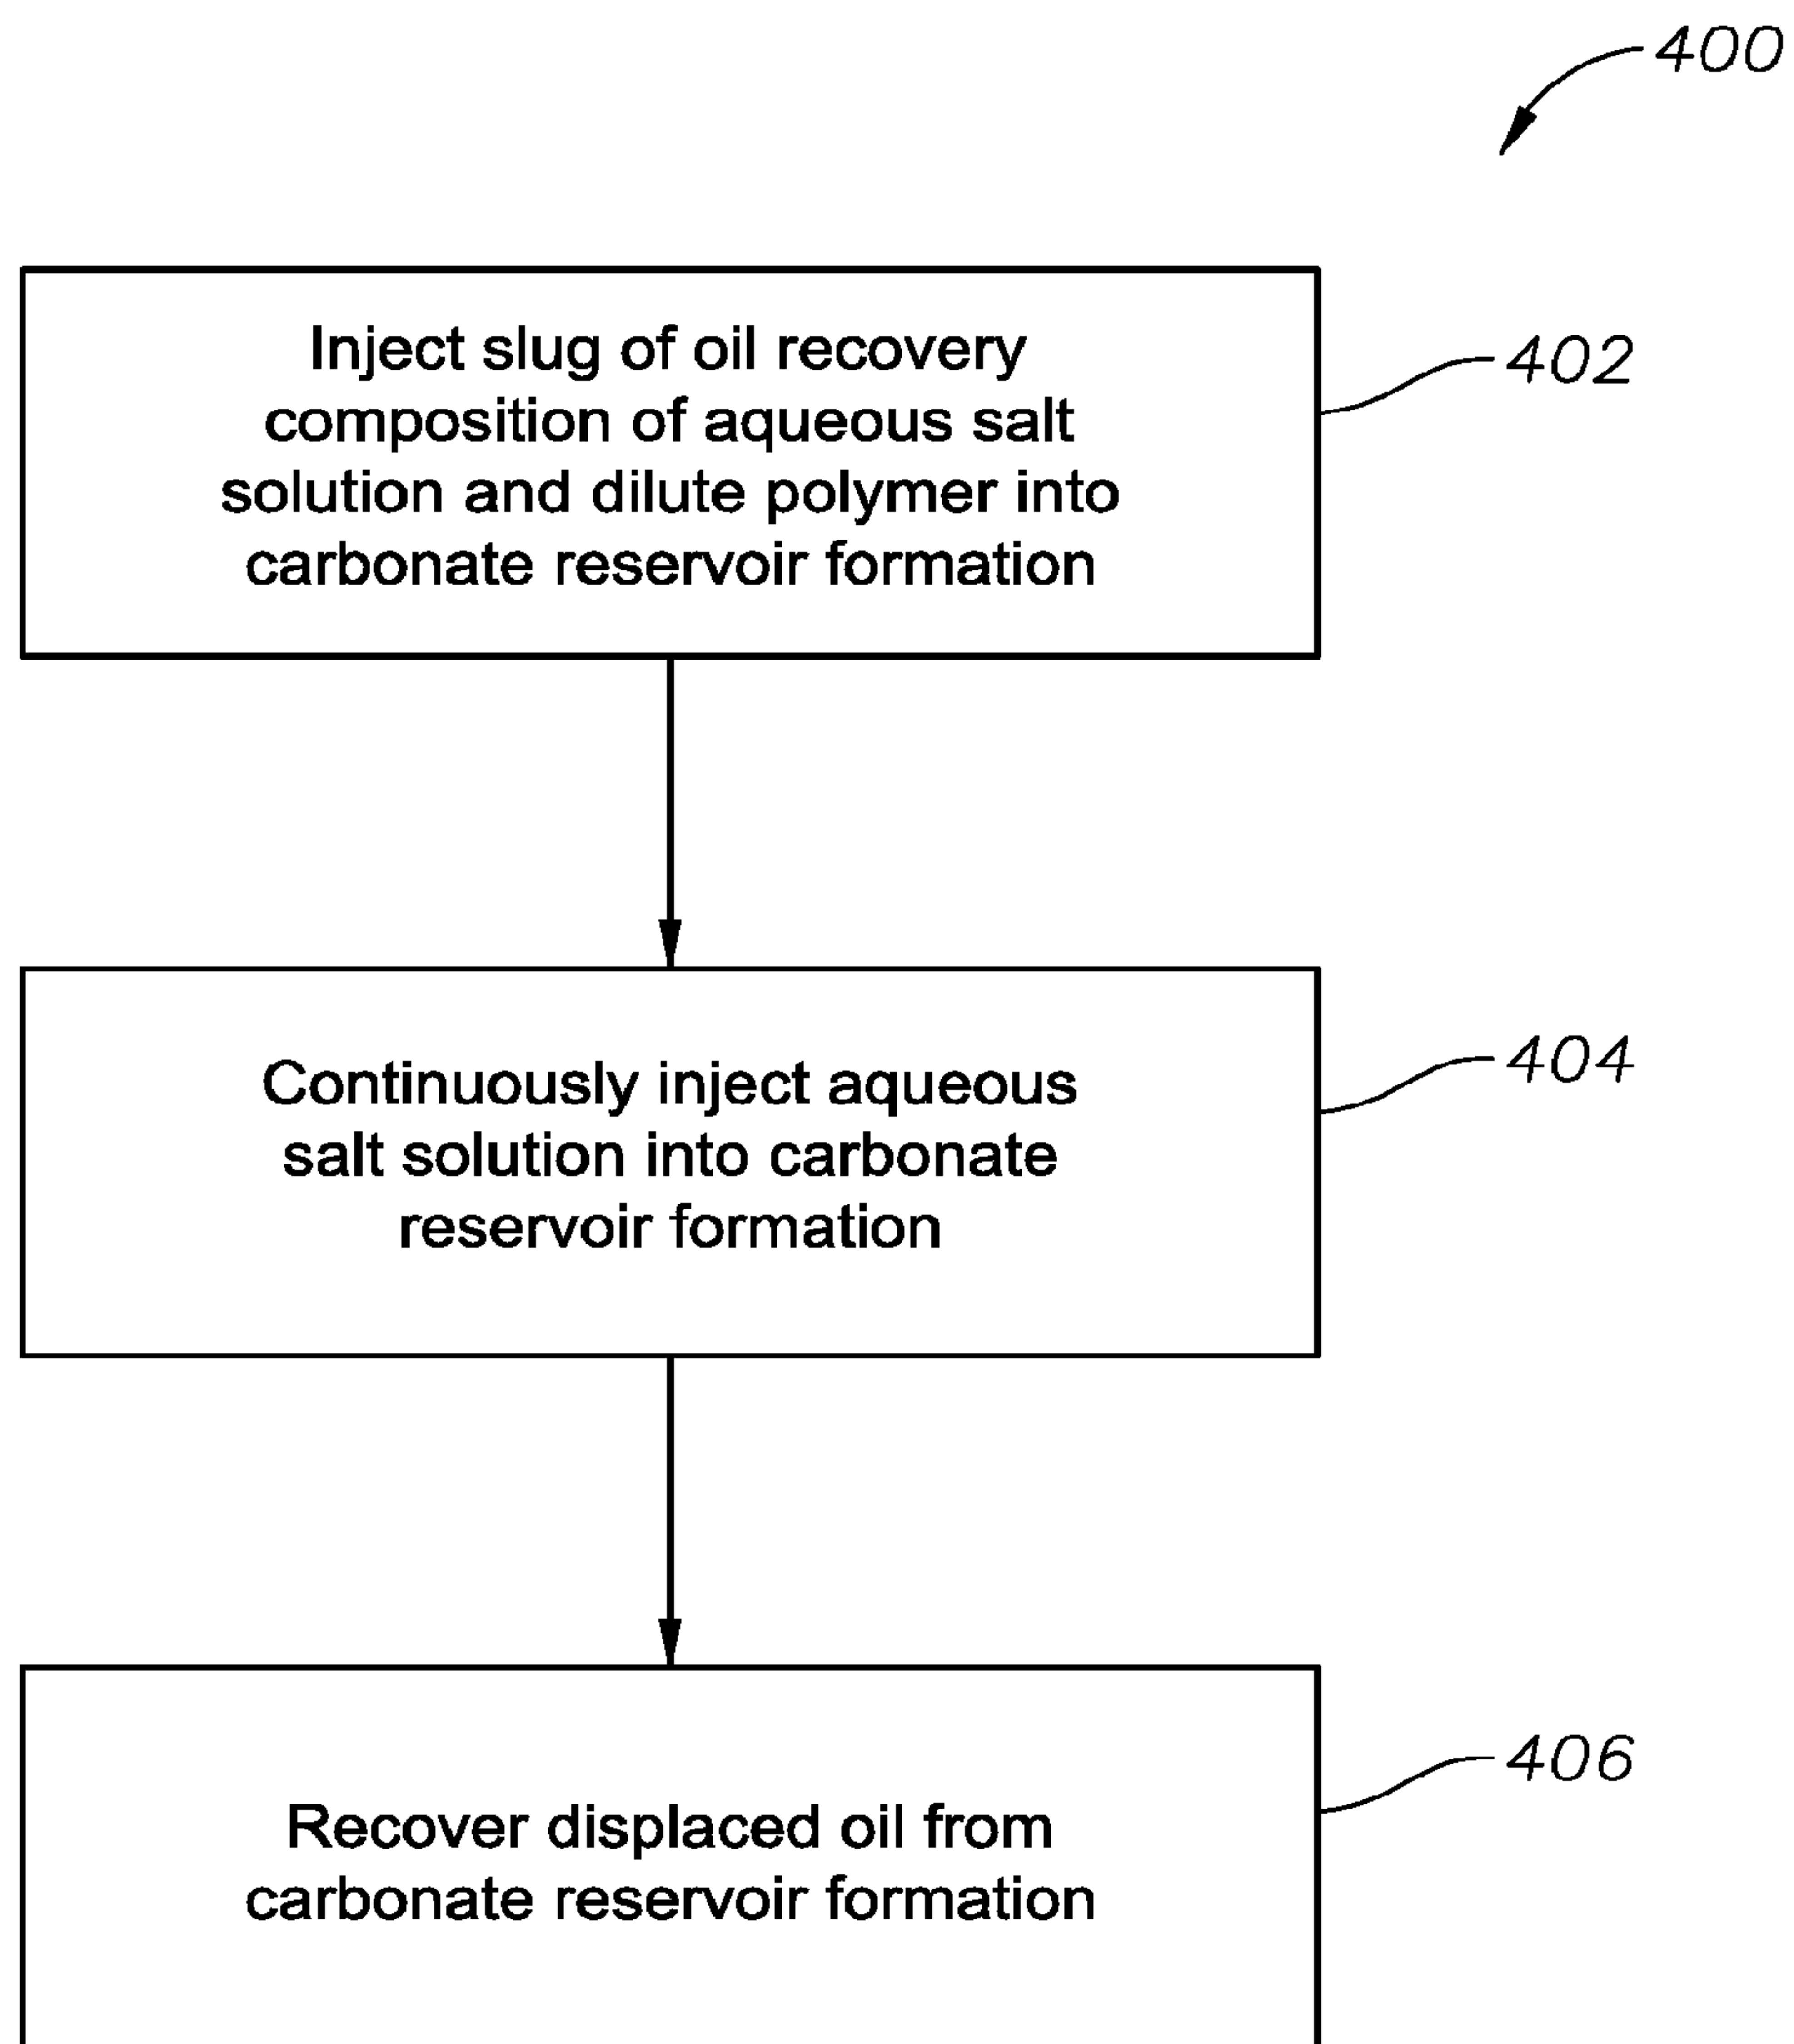 400
Inject slug of oil recovery
composition of aqueous salt
solution and dilute polymer into
carbonate reservoir formation
402
Continuously inject aqueous
salt solution into carbonate
reservoir formation
404
Recover displaced oil from
carbonate reservoir formation
406